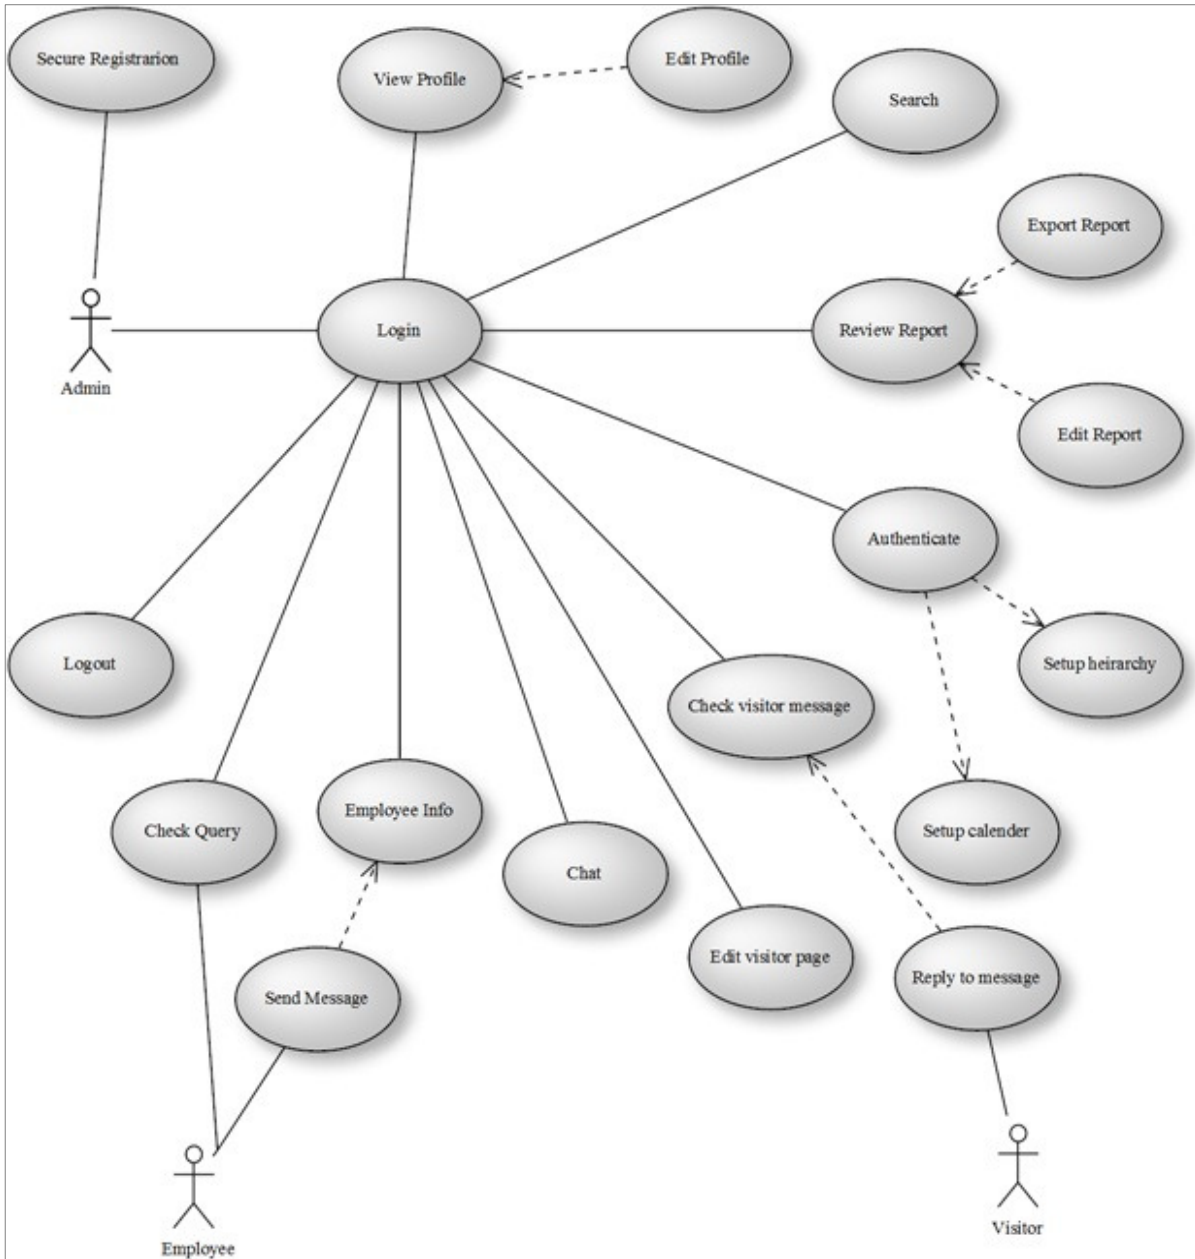 Secure Registrarion
View Profile
Edit Profile
Search
Export Report
Login
Review Report
Admin
Edit Report
Authenticate
Logout
Setup heirarchy
Check visitor message
Employee Info
Check Query
Setup calender
Chat
Edit visitor page
Reply to message
Send Message
Visitor
Employee